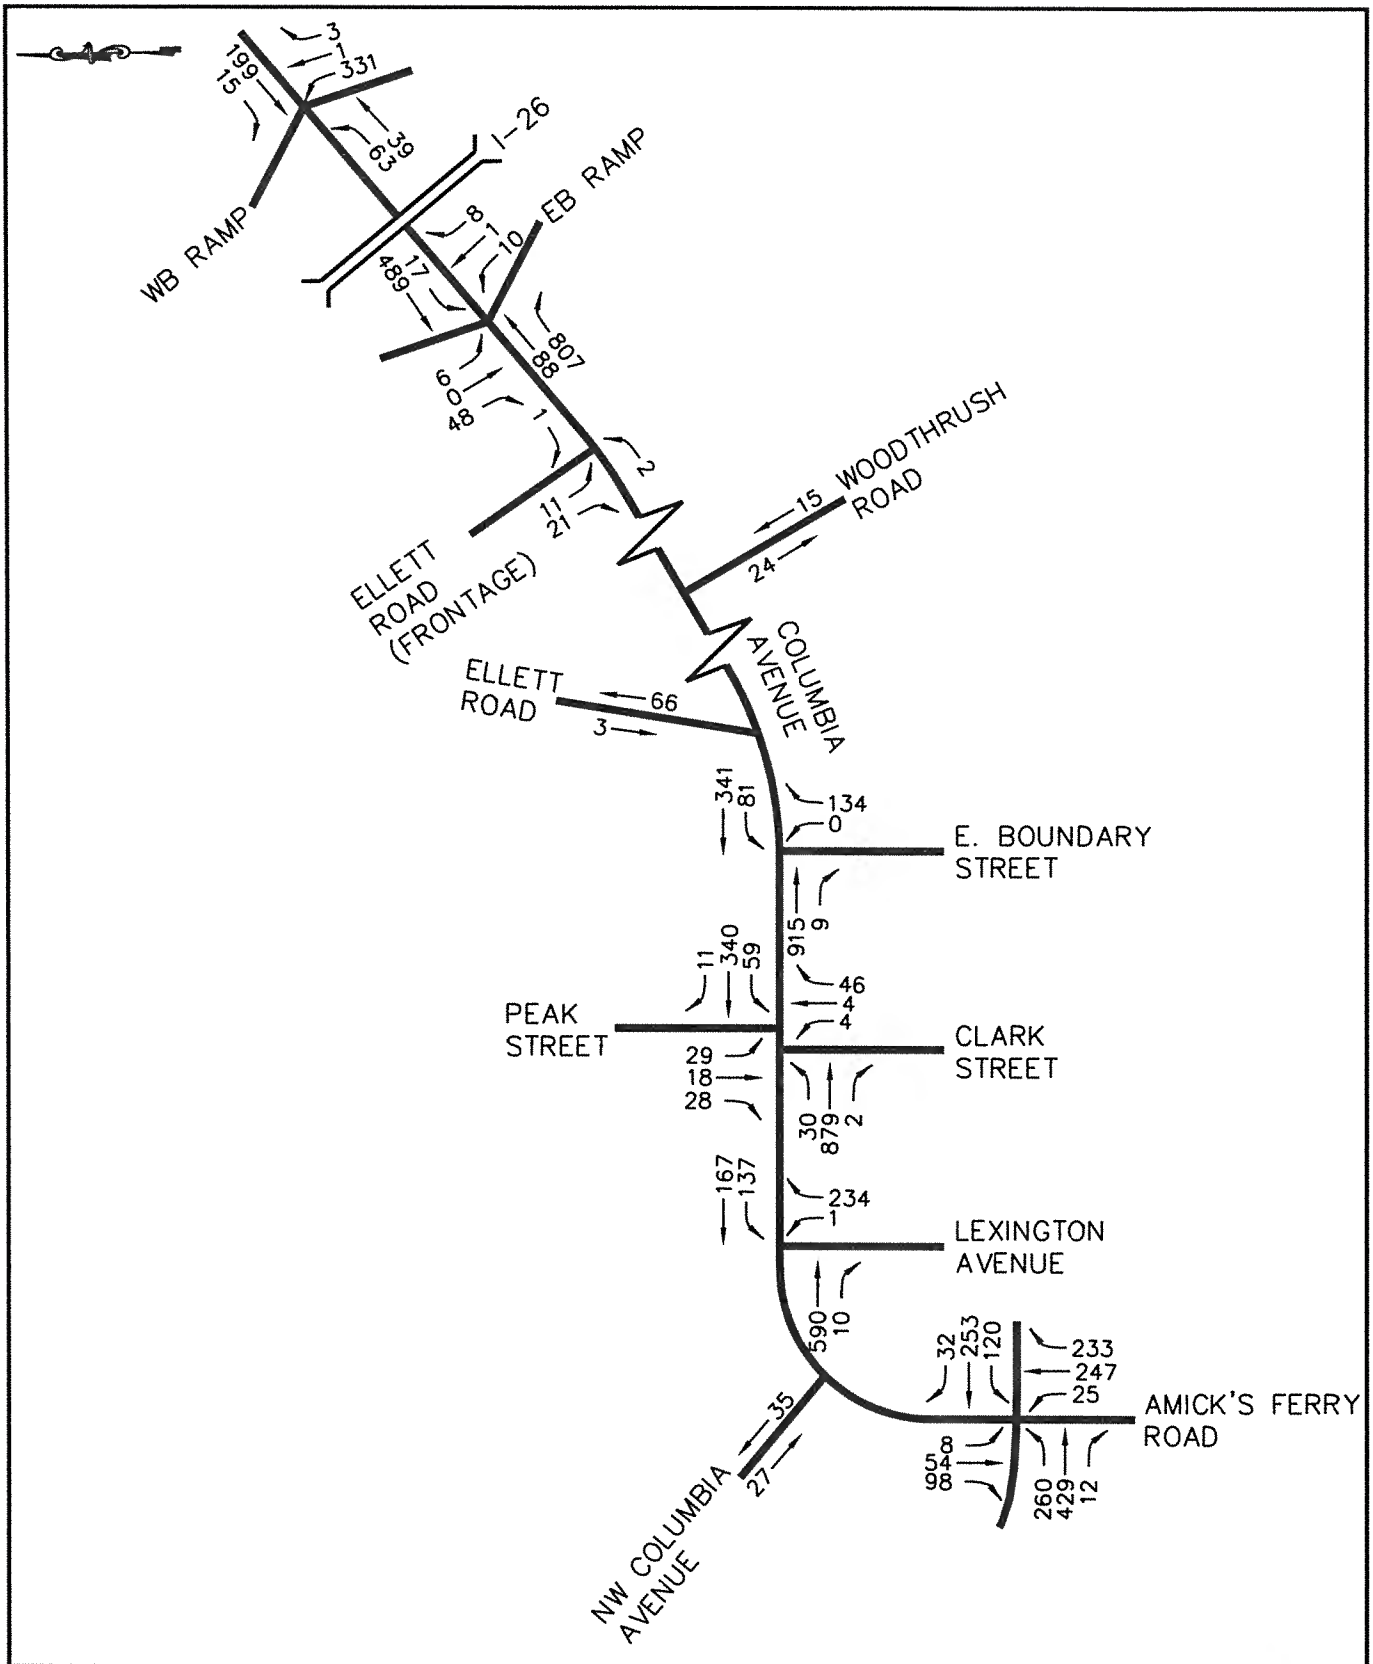 3
1
331
199
15
39
63
I-26
WB RAMP
EB RAMP
8
1
10
17
489
807
88
6
0
48
1
2
11
21
ELLETT
ROAD
(FRONTAGE)
15
24
WOODTHRUSH
ROAD
COLUMBIA
AVENUE
ELLETT
ROAD
66
3
341
81
134
0
E. BOUNDARY
STREET
915
9
11
340
59
46
4
4
PEAK
STREET
CLARK
STREET
29
18
28
30
879
2
167
137
234
1
LEXINGTON
AVENUE
590
10
35
27
NW COLUMBIA
AVENUE
32
253
120
233
247
25
AMICK'S FERRY
ROAD
8
54
98
260
429
12